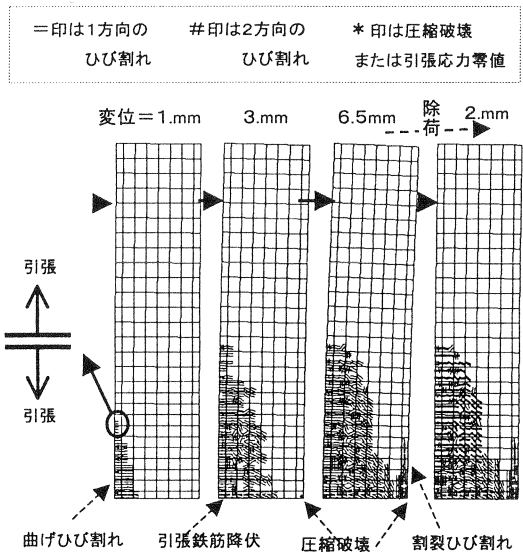 ＝印は1方向の
ひび割れ
＃印は2方向の
ひび割れ
＊印は圧縮破壊
または引張応力零値
変位＝1.mm
3.mm
6.5mm
除荷
2.mm
引張
引張
曲げひび割れ
引張鉄筋降伏
圧縮破壊
割裂ひび割れ